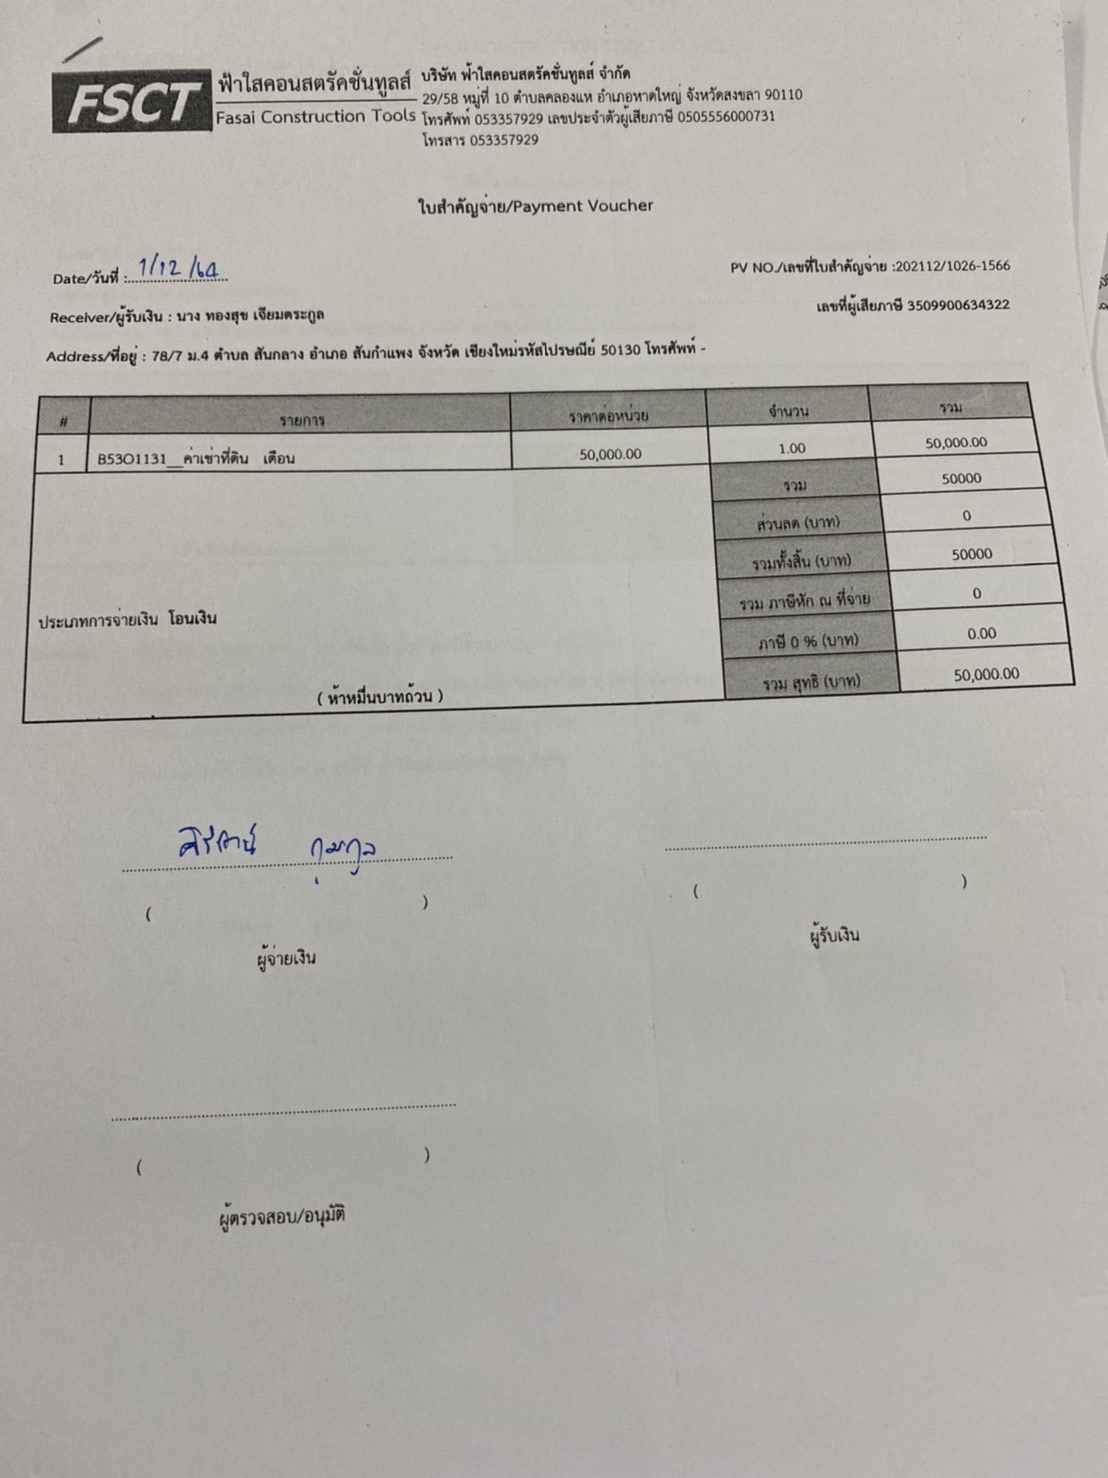 FSCT
ฟ้าใสคอนสตรัคชั่นทูลส์
Fasai Construction Tools
บริษัท ฟ้าใสคอนสตรัคชั่นทูลส์ จำกัด
29/58 หมู่ที่ 10 ตำบลคลองแห อำเภอหาดใหญ่ จังหวัดสงขลา 90110
โทรศัพท์ 053357929 เลขประจำตัวผู้เสียภาษี 0505556000731
โทรสาร 053357929
ใบสำคัญจ่าย/Payment Voucher
Date/วันที่ : 1/12/64
PV NO./เลขที่ใบสำคัญจ่าย :202112/1026-1566
เลขที่ผู้เสียภาษี 3509900634322
Receiver/ผู้รับเงิน : นาง ทองสุข เจียมตระกูล
Address/ที่อยู่ : 78/7 ม.4 ตำบล สันกลาง อำเภอ สันกำแพง จังหวัด เชียงใหม่รหัสไปรษณีย์ 50130 โทรศัพท์ -
# รายการ ราคาต่อหน่วย จำนวน รวม
1 B53O1131__ค่าเช่าที่ดิน เดือน 50,000.00 1.00 50,000.00
รวม 50000
ส่วนลด (บาท) 0
รวมทั้งสิ้น (บาท) 50000
รวม ภาษีหัก ณ ที่จ่าย 0
ประเภทการจ่ายเงิน โอนเงิน
ภาษี 0 % (บาท) 0.00
รวม สุทธิ (บาท) 50,000.00
( ห้าหมื่นบาทถ้วน )
( )
( )
ผู้จ่ายเงิน
ผู้รับเงิน
( )
ผู้ตรวจสอบ/อนุมัติ